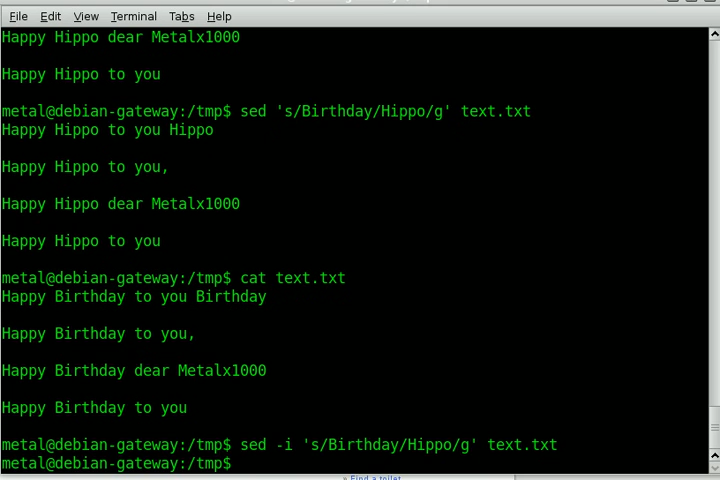 File Edit View Terminal Tabs Help
Happy Hippo dear Metalx1000
Happy Hippo to you
metal@debian-gateway:/tmp$ sed 's/Birthday/Hippo/g' text.txt
Happy Hippo to you Hippo
Happy Hippo to you,
Happy Hippo dear Metalx1000
Happy Hippo to you
metal@debian-gateway:/tmp$ cat text.txt
Happy Birthday to you Birthday
Happy Birthday to you,
Happy Birthday dear Metalx1000
Happy Birthday to you
metal@debian-gateway:/tmp$ sed -i 's/Birthday/Hippo/g' text.txt
metal@debian-gateway:/tmp$
» Find a toilet